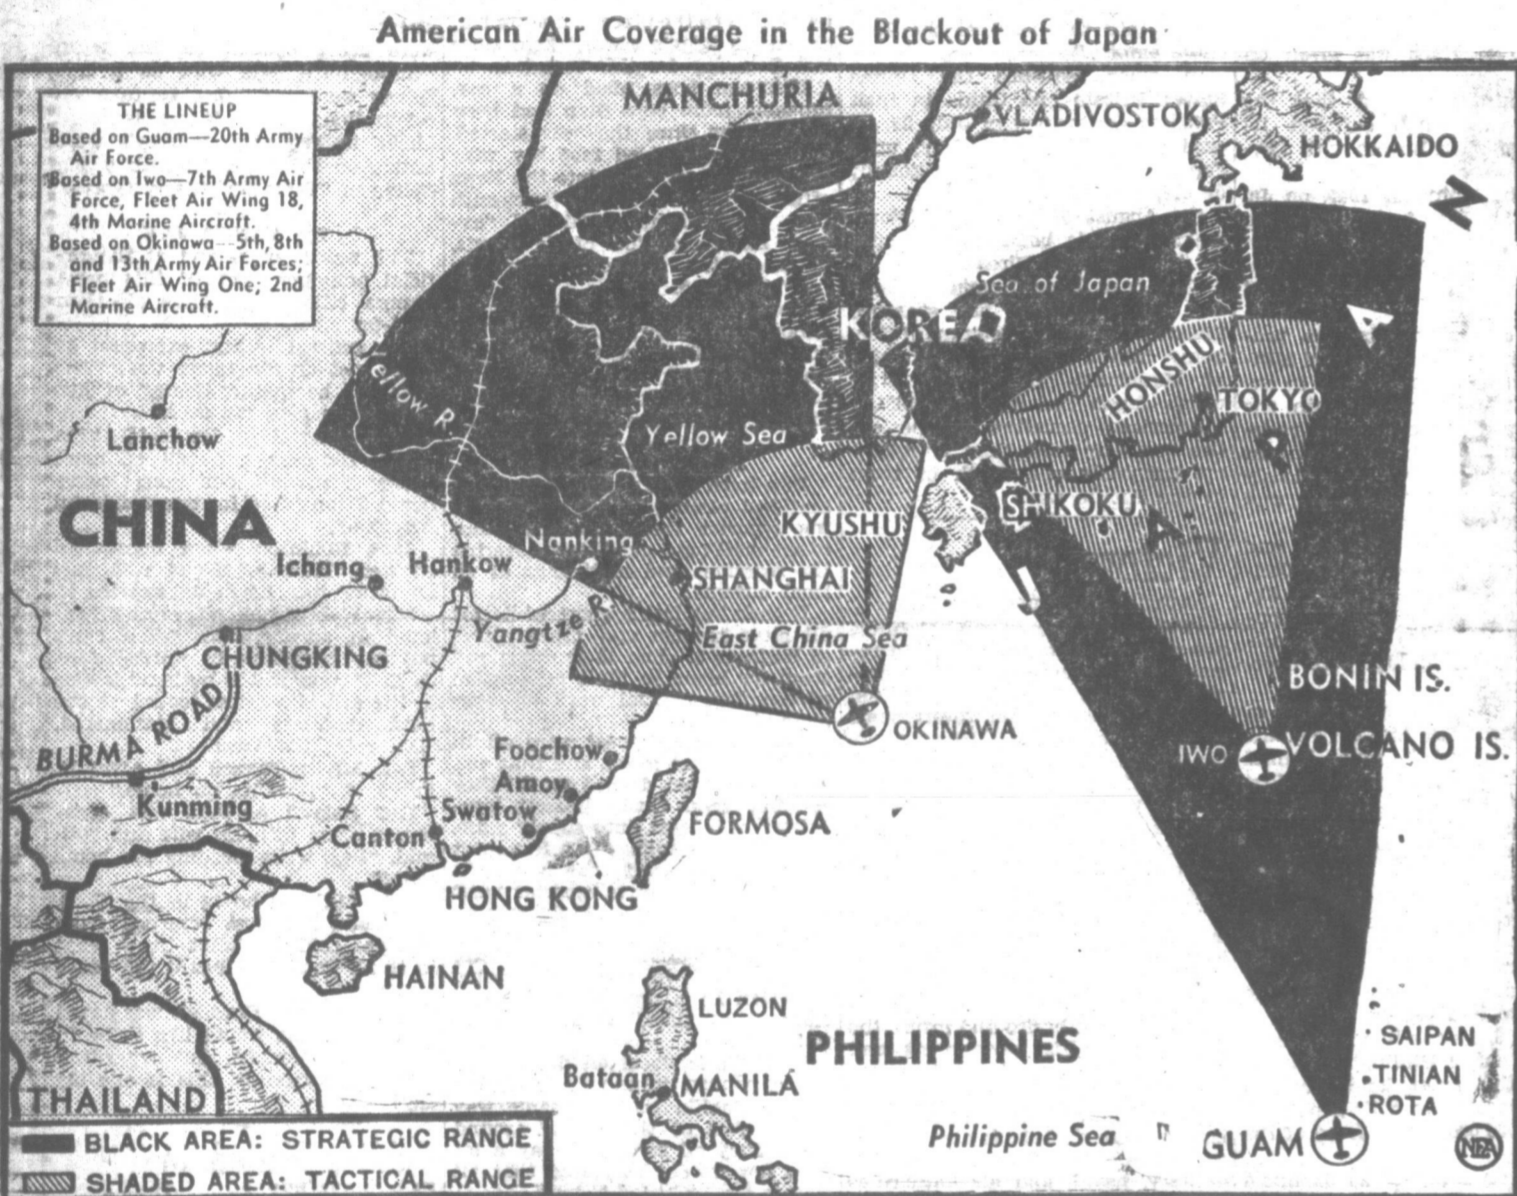 American Air Coverage in the Blackout of Japan
THE LINEUP
Based on Guam—20th Army
Air Force.
Based on Iwo—7th Army Air
Force, Fleet Air Wing 18,
4th Marine Aircraft.
Based on Okinawa—5th, 8th
and 13th Army Air Forces;
Fleet Air Wing One; 2nd
Marine Aircraft.
MANCHURIA
VLADIVOSTOK
HOKKAIDO
N
Sea of Japan
KOREA
JAPAN
HONSHU
TOKYO
Yellow R.
Lanchow
Yellow Sea
CHINA
KYUSHU
SHIKOKU
Nanking
Ichang
Hankow
SHANGHAI
Yangtze R.
East China Sea
CHUNGKING
BONIN IS.
BURMA ROAD
OKINAWA
IWO
VOLCANO IS.
Foochow
Amoy
Kunming
Swatow
Canton
FORMOSA
HONG KONG
HAINAN
LUZON
PHILIPPINES
SAIPAN
Bataan
MANILA
TINIAN
ROTA
THAILAND
Philippine Sea
GUAM
NEA
BLACK AREA: STRATEGIC RANGE
SHADED AREA: TACTICAL RANGE